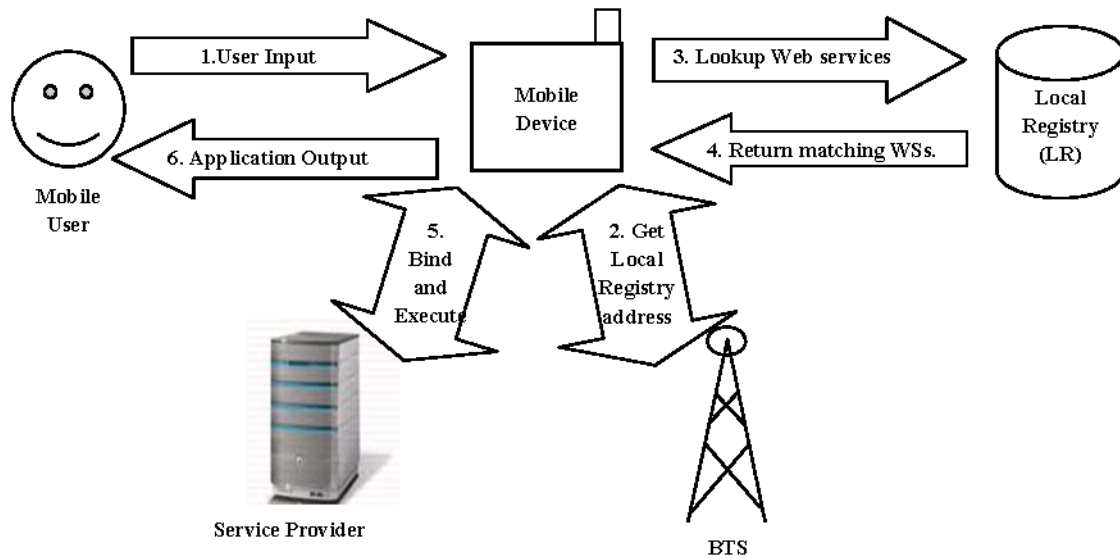 1.User Input
3. Lookup Web services
Mobile
Device
Local
Registry
(LR)
6. Application Output
4. Return matching WSs.
Mobile
User
5.
Bind
and
Execute
2. Get
Local
Registry
address
Service Provider
BTS